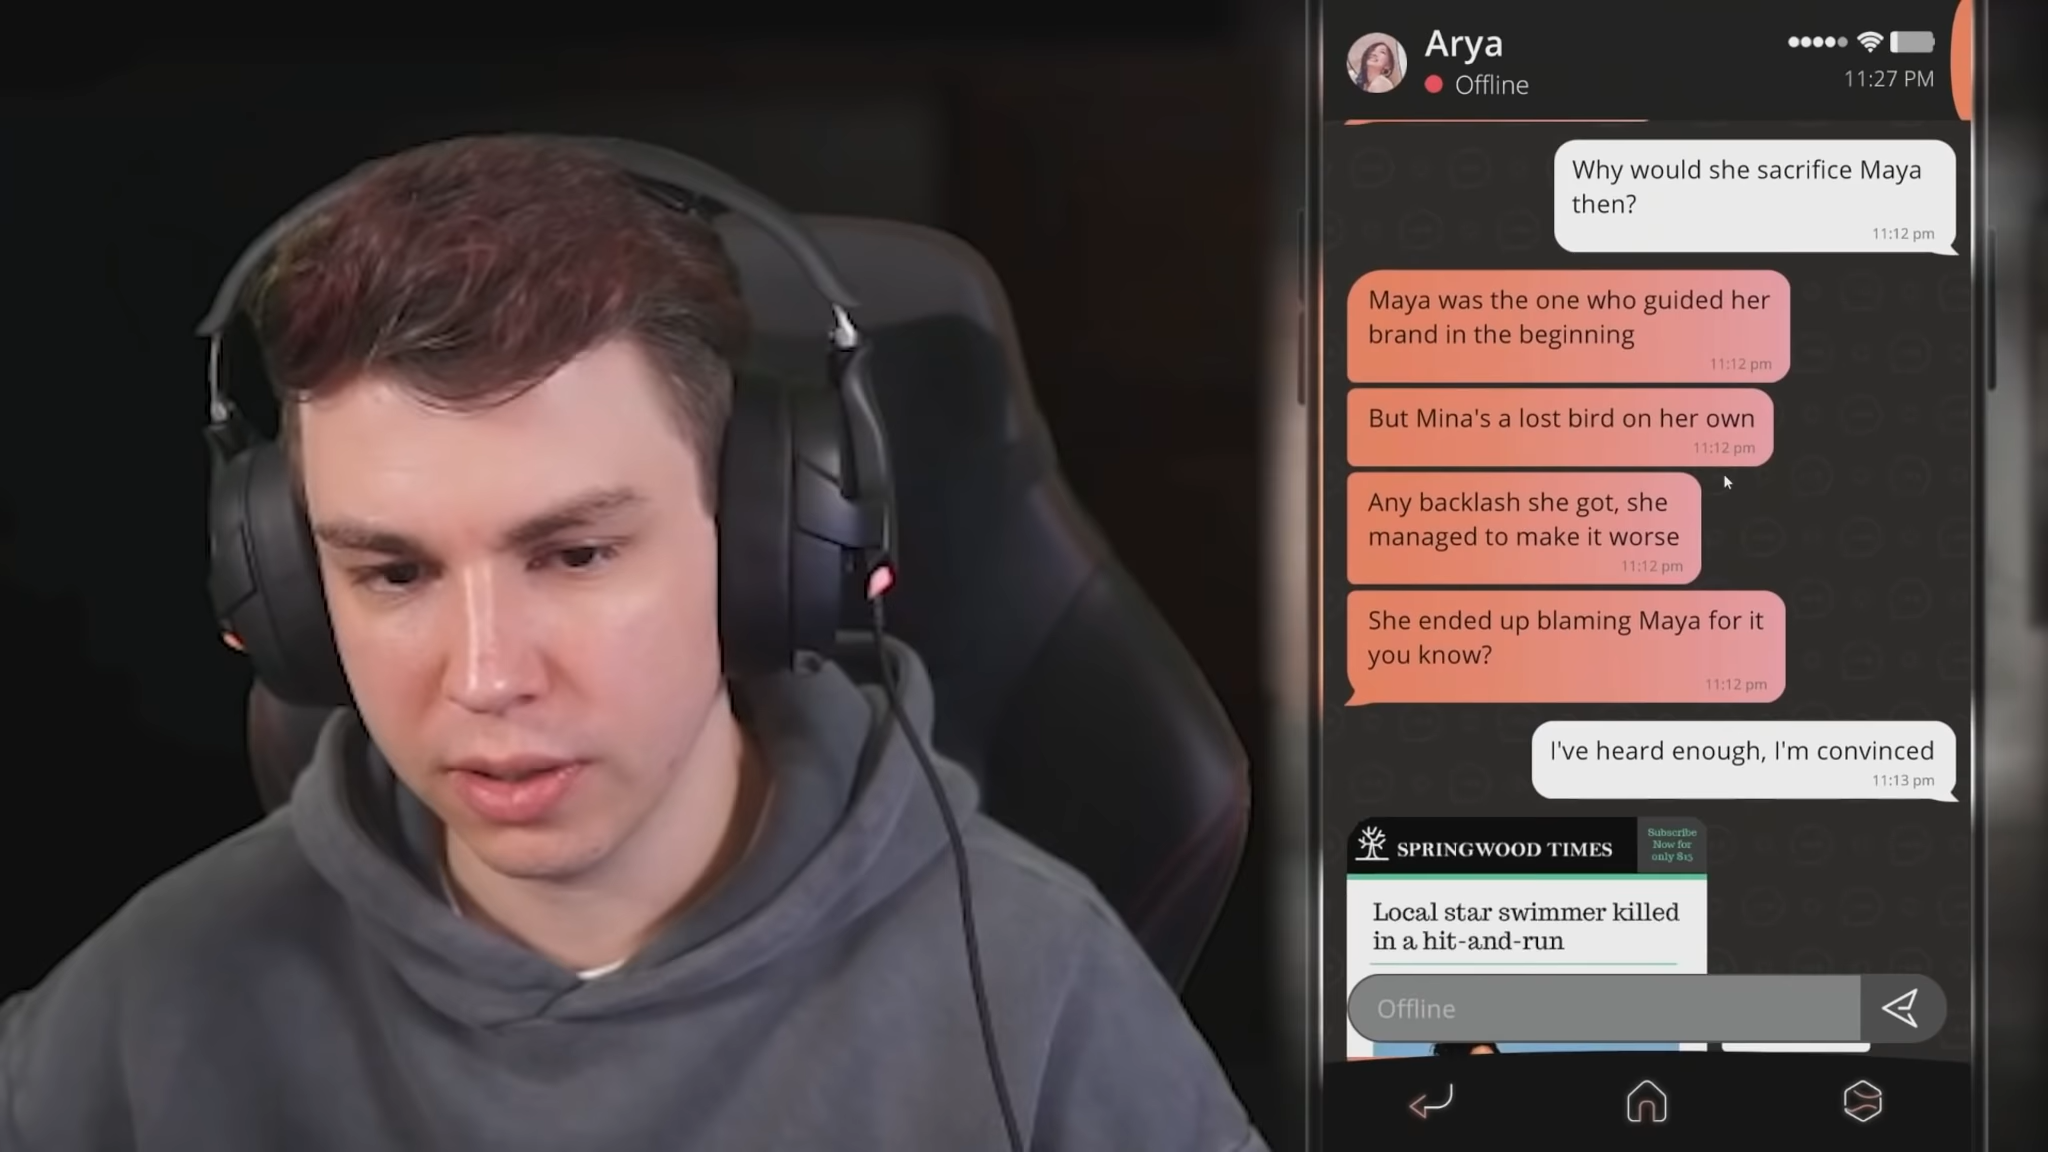 Arya
Offline
11:27 PM
Why would she sacrifice Maya
then?
11:12 pm
Maya was the one who guided her
brand in the beginning
11:12 pm
But Mina's a lost bird on her own
11:12 pm
Any backlash she got, she
managed to make it worse
11:12 pm
She ended up blaming Maya for it
you know?
11:12 pm
I've heard enough, I'm convinced
11:13 pm
SPRINGWOOD TIMES
Subscribe
Now for
only $15
Local star swimmer killed
in a hit-and-run
Offline